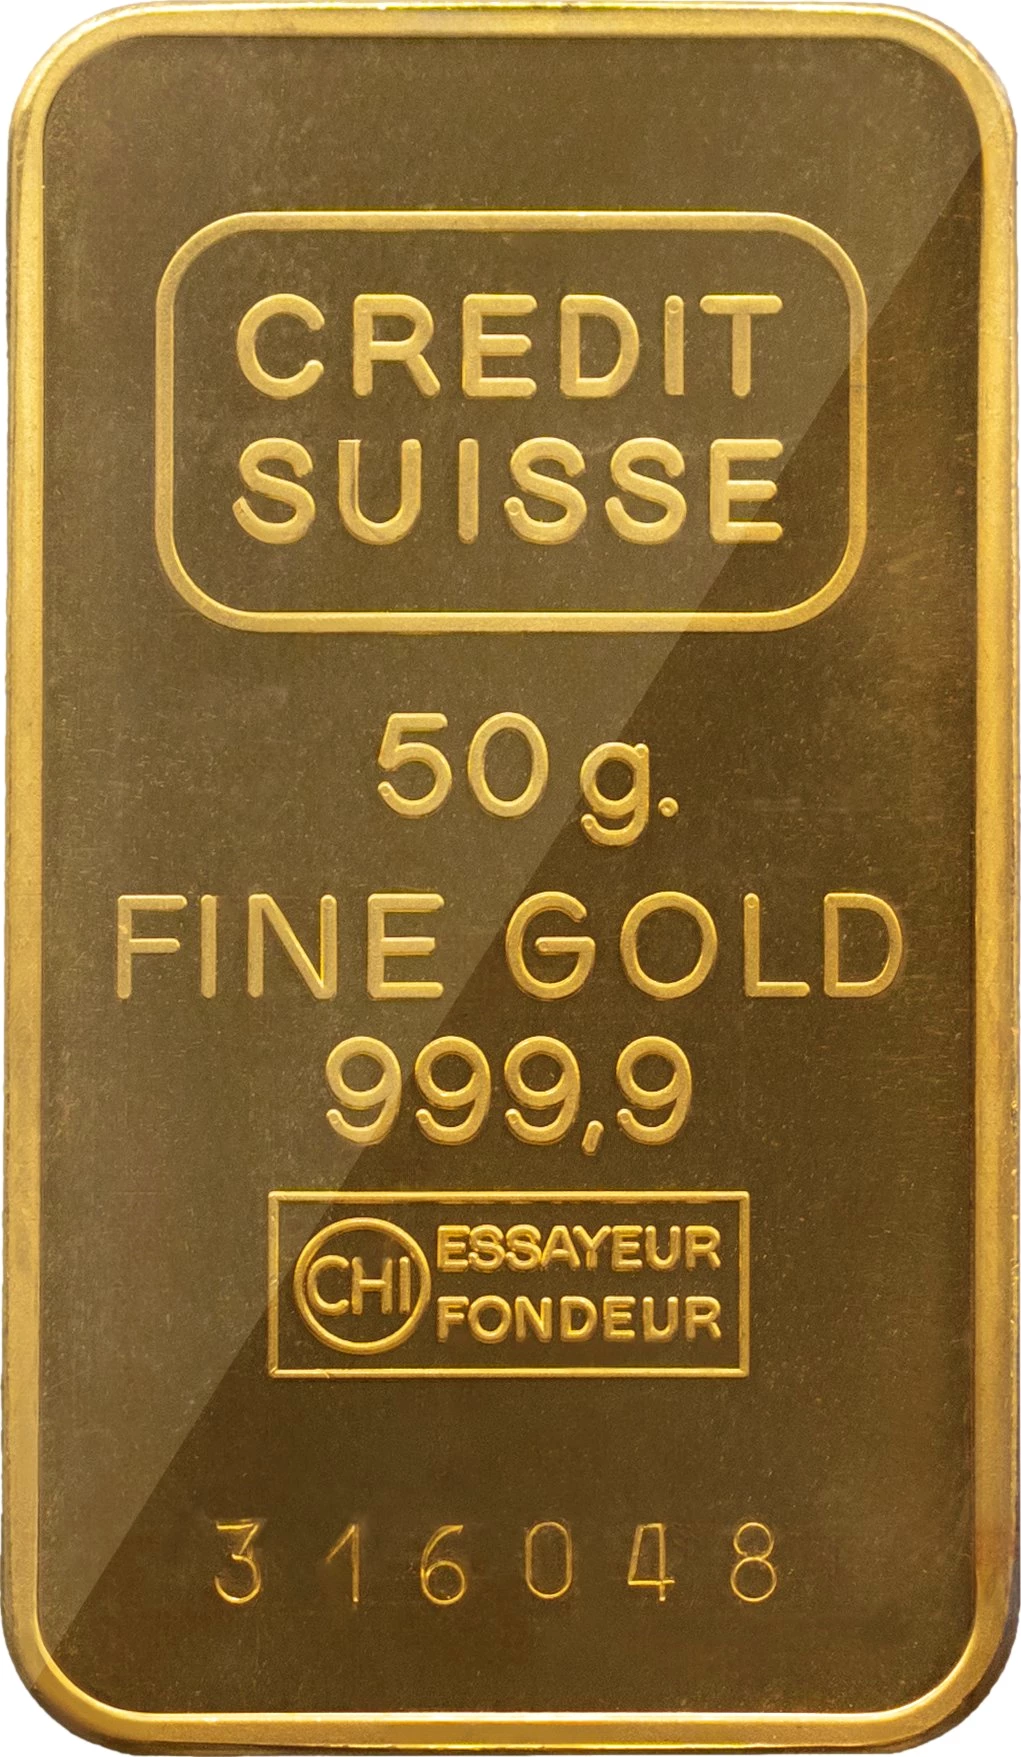 CREDIT
SUISSE
50 g.
FINE GOLD
999,9
CHI ESSAYEUR
FONDEUR
316048